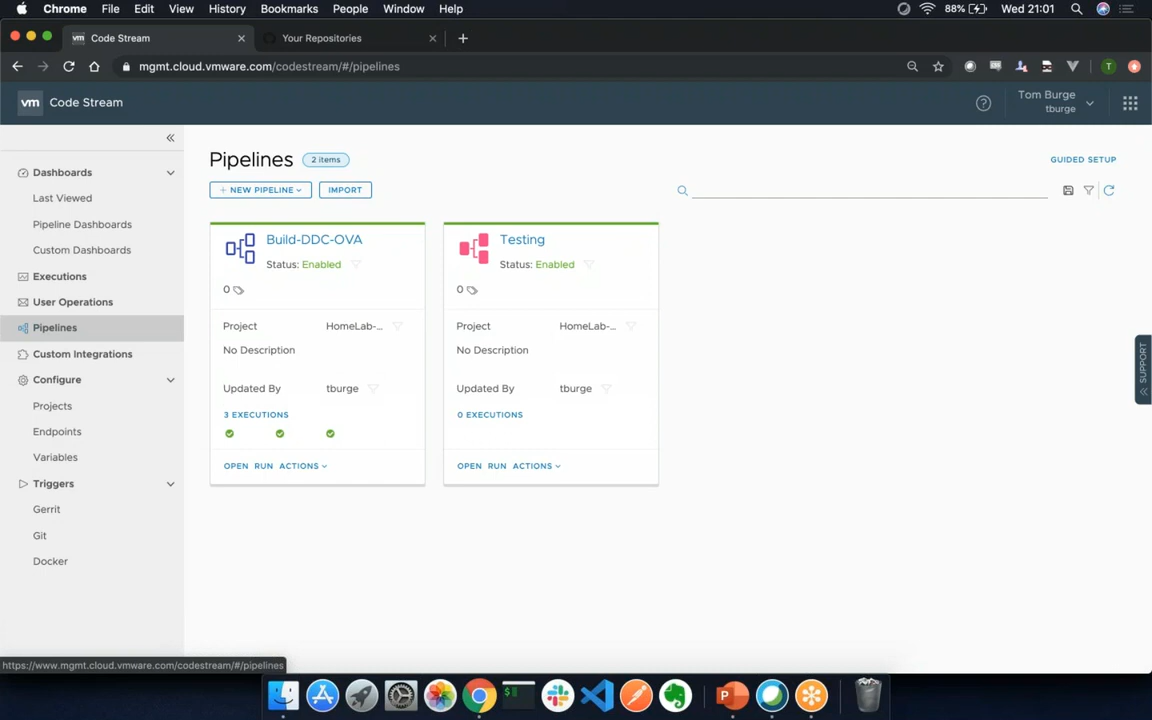 Chrome File Edit View History Bookmarks People Window Help 88% Wed 21:01
vm Code Stream Your Repositories
mgmt.cloud.vmware.com/codestream/#/pipelines T
vm Code Stream Tom Burge
tburge
Dashboards
Last Viewed
Pipeline Dashboards
Custom Dashboards
Executions
User Operations
Pipelines
Custom Integrations
Configure
Projects
Endpoints
Variables
Triggers
Gerrit
Git
Docker
Pipelines 2 items GUIDED SETUP
+ NEW PIPELINE IMPORT
Build-DDC-OVA
Status: Enabled
0
Project HomeLab-...
No Description
Updated By tburge
3 EXECUTIONS
OPEN RUN ACTIONS
Testing
Status: Enabled
0
Project HomeLab-...
No Description
Updated By tburge
0 EXECUTIONS
OPEN RUN ACTIONS
SUPPORT
https://www.mgmt.cloud.vmware.com/codestream/#/pipelines